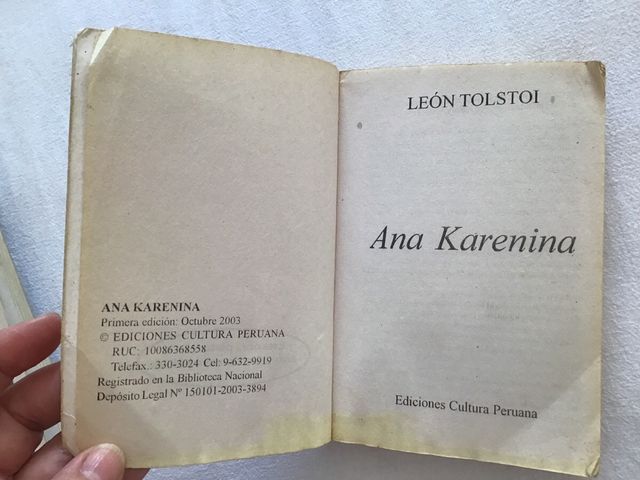 ANA KARENINA
Primera edición: Octubre 2003
© EDICIONES CULTURA PERUANA
RUC: 10086368558
Telefax.: 330-3024 Cel: 9-632-9919
Registrado en la Biblioteca Nacional
Depósito Legal Nº 150101-2003-3894
LEÓN TOLSTOI
Ana Karenina
Ediciones Cultura Peruana